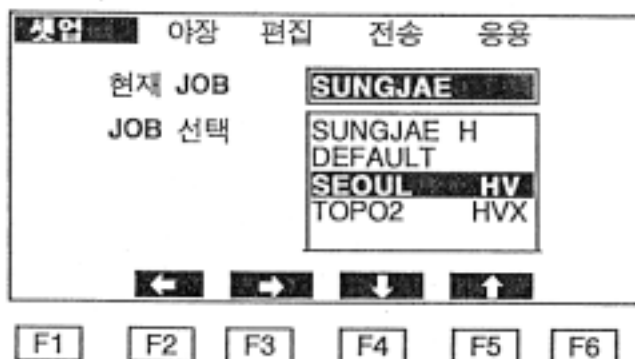 셋업 야장 편집 전송 응용
현재 JOB SUNGJAE
JOB 선택 SUNGJAE H
DEFAULT
SEOUL HV
TOPO2 HVX
← → ↓ ↑
F1 F2 F3 F4 F5 F6